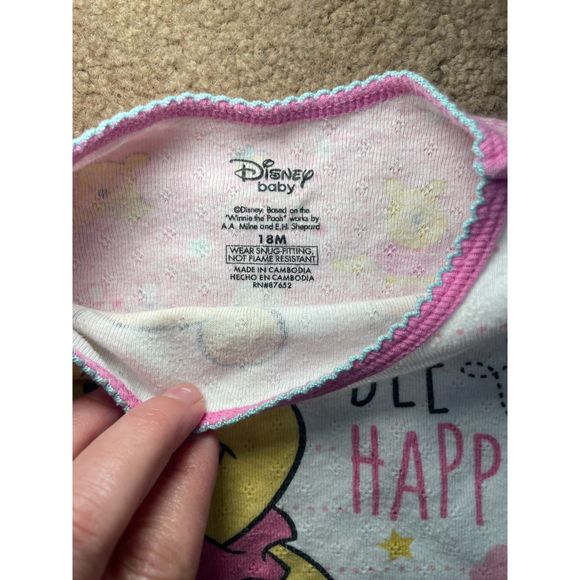 Disney
baby
©Disney. Based on the
"Winnie the Pooh" works by
A.A. Milne and E.H. Shepard
18M
WEAR SNUG-FITTING,
NOT FLAME RESISTANT.
MADE IN CAMBODIA
HECHO EN CAMBODIA
RN#87652
BEE
HAPP